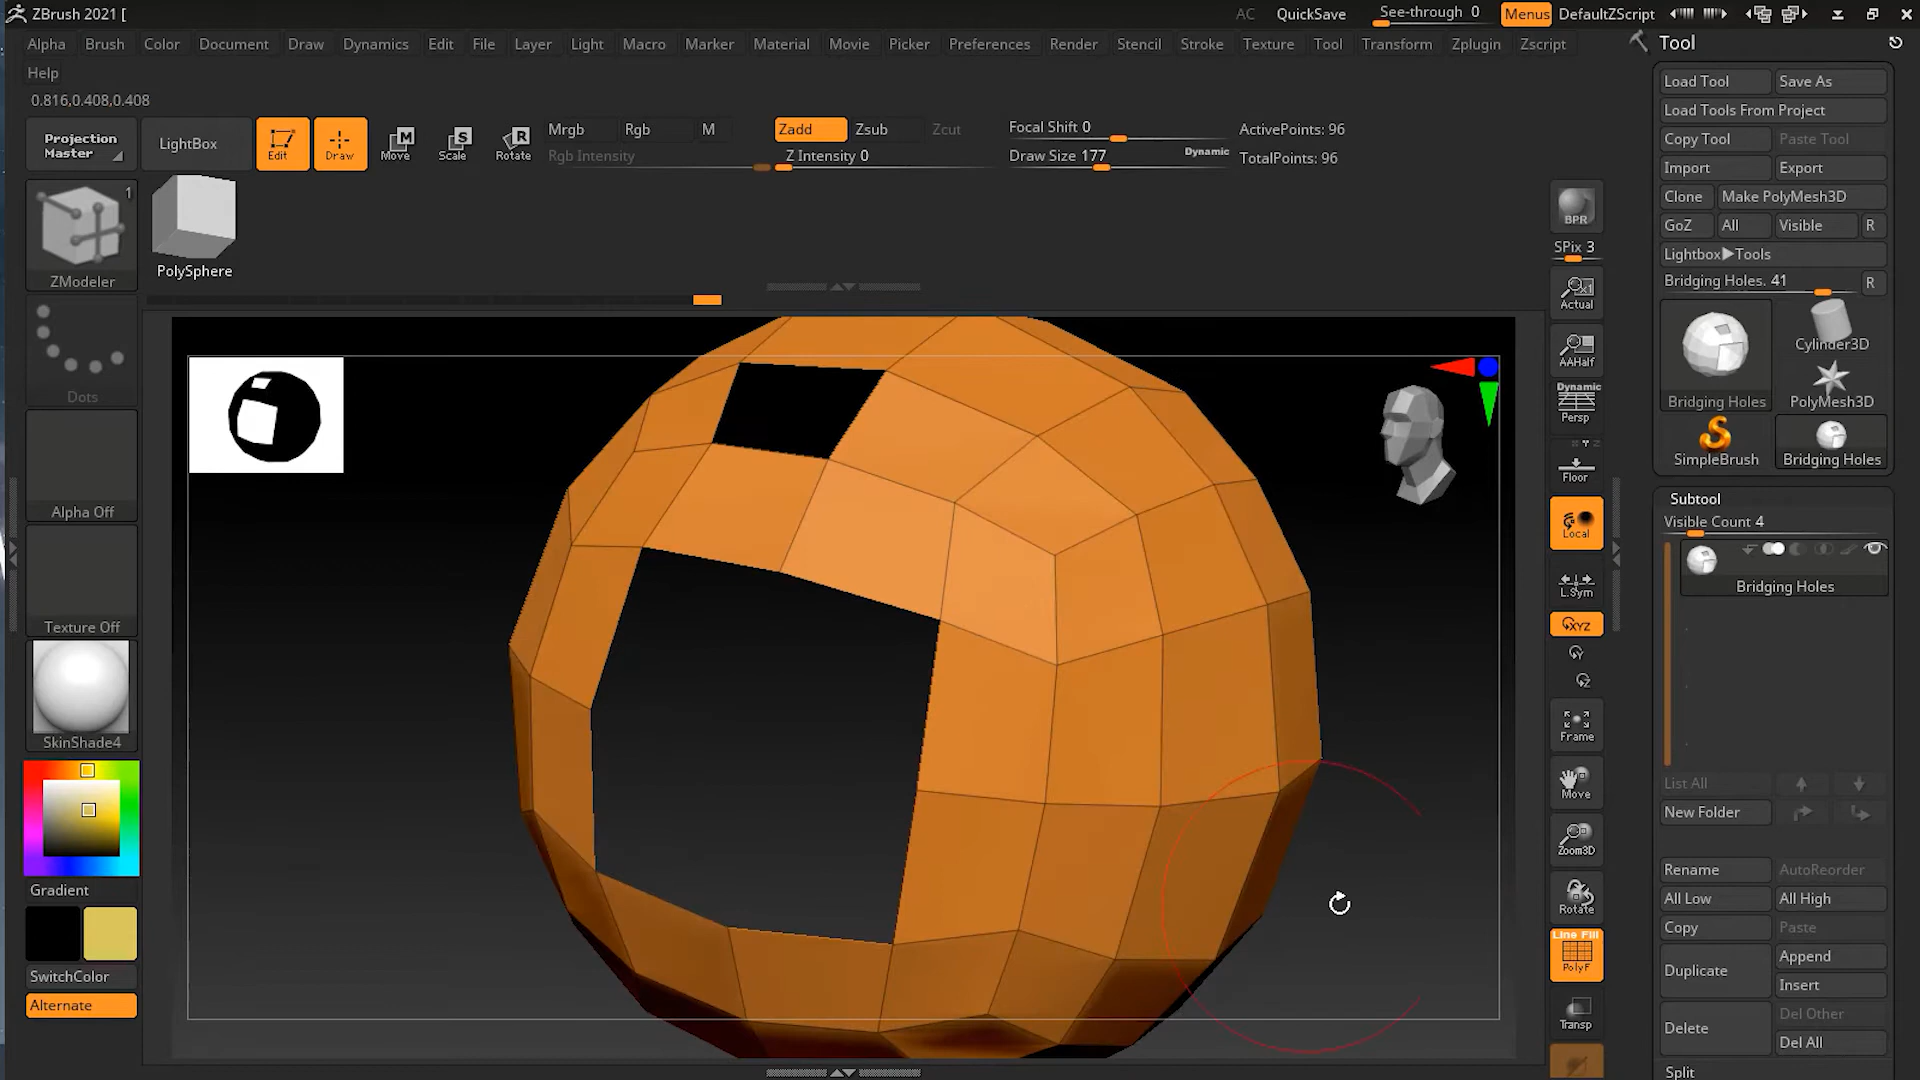 ZBrush 2021 [
AC QuickSave See-through 0 Menus DefaultZScript
Alpha Brush Color Document Draw Dynamics Edit File Layer Light Macro Marker Material Movie Picker Preferences Render Stencil Stroke Texture Tool Transform Zplugin Zscript
Help
0.816,0.408,0.408
Projection Master
LightBox
Edit
Draw
M
Move
S
Scale
R
Rotate
Mrgb Rgb M
Rgb Intensity
Zadd Zsub Zcut
Z Intensity 0
Focal Shift 0
Draw Size 177
Dynamic
ActivePoints: 96
TotalPoints: 96
1
ZModeler
PolySphere
Dots
Alpha Off
Texture Off
SkinShade4
Gradient
SwitchColor
Alternate
BPR
SPix 3
x1
Actual
AAHalf
Dynamic
Persp
Floor
Local
L.Sym
XYZ
Y
Z
Frame
Move
Zoom3D
Rotate
Line Fill
PolyF
Transp
Tool
Load Tool Save As
Load Tools From Project
Copy Tool Paste Tool
Import Export
Clone Make PolyMesh3D
GoZ All Visible R
Lightbox▶Tools
Bridging Holes. 41 R
Bridging Holes
Cylinder3D
PolyMesh3D
SimpleBrush
Bridging Holes
Subtool
Visible Count 4
Bridging Holes
List All
New Folder
Rename AutoReorder
All Low All High
Copy Paste
Duplicate Append
Insert
Delete Del Other
Del All
Split